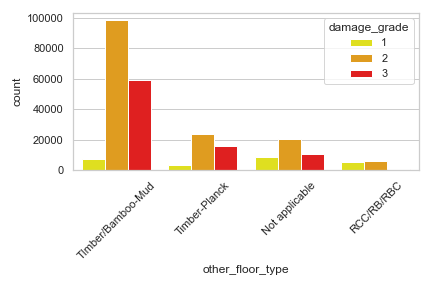 damage_grade
1
2
3
100000
80000
60000
40000
20000
0
count
TImber/Bamboo-Mud
Timber-Planck
Not applicable
RCC/RB/RBC
other_floor_type